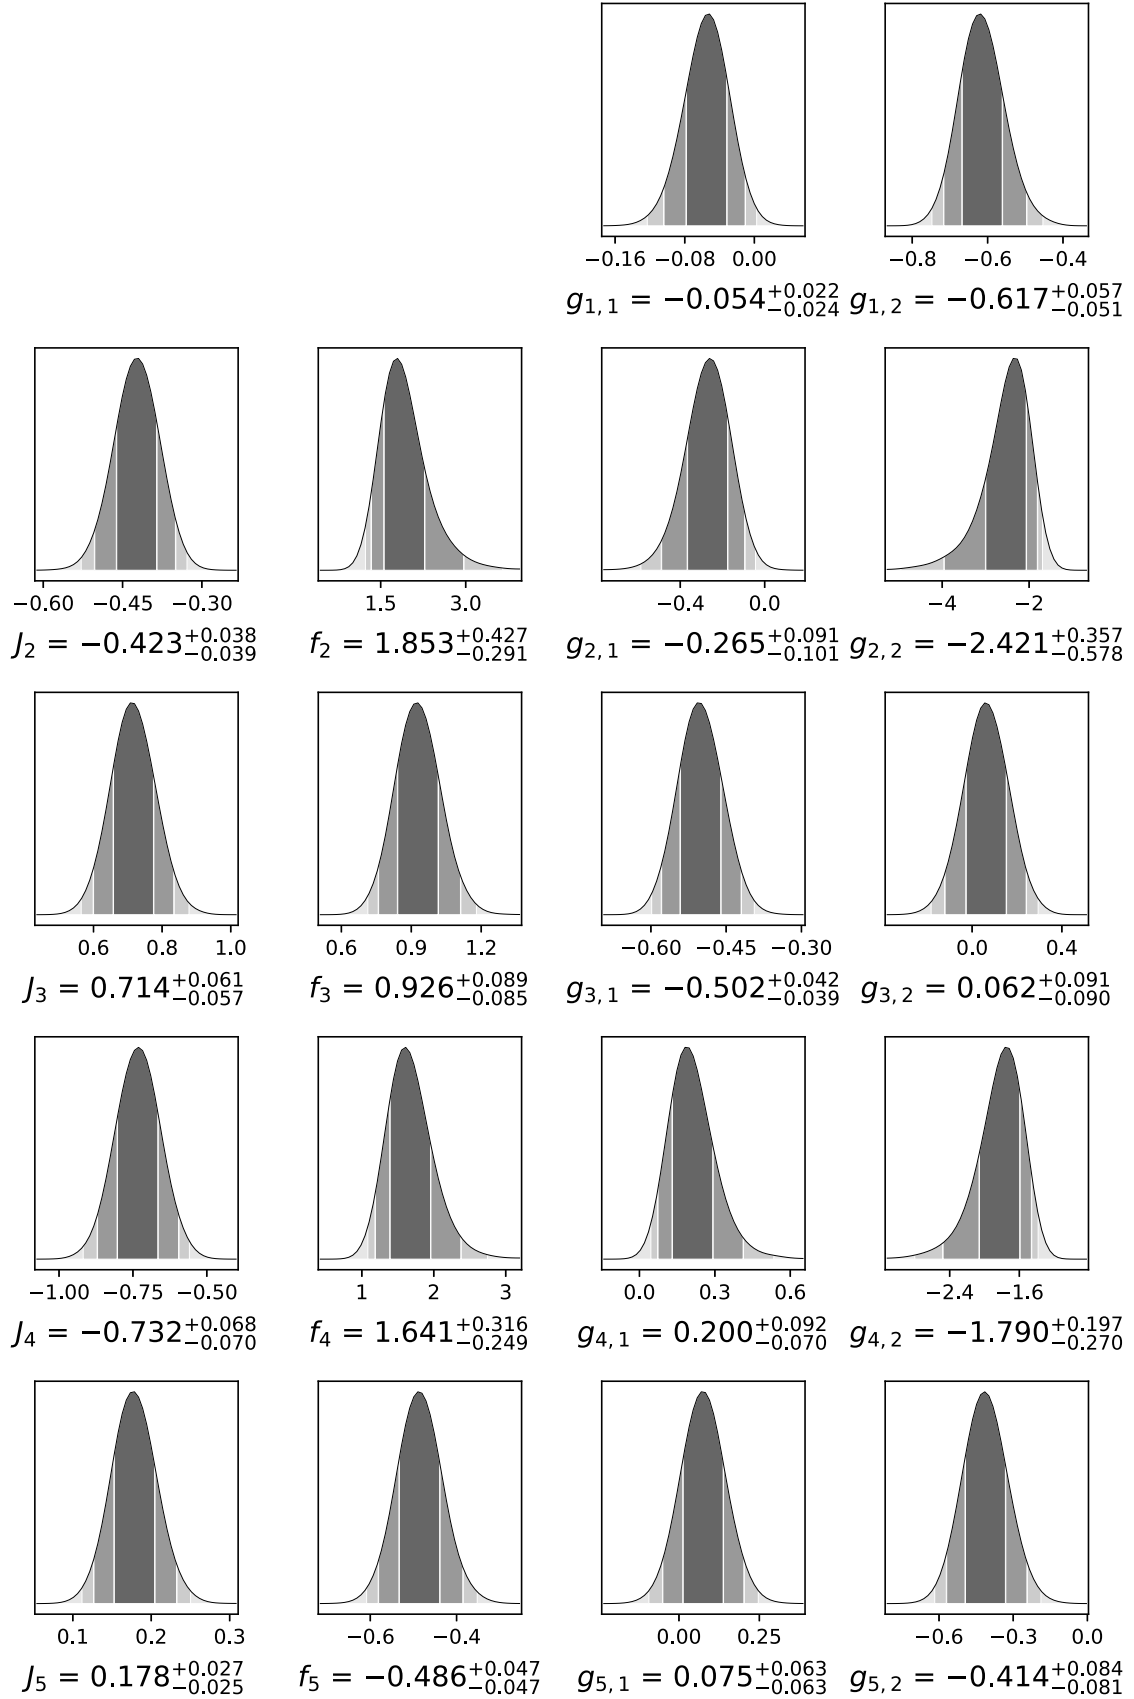 −0.16 −0.08 0.00 −0.8 −0.6 −0.4
g1, 1 = −0.054 +0.022 −0.024 g1, 2 = −0.617 +0.057 −0.051
−0.60 −0.45 −0.30 1.5 3.0 −0.4 0.0 −4 −2
J2 = −0.423 +0.038 −0.039 f2 = 1.853 +0.427 −0.291 g2, 1 = −0.265 +0.091 −0.101 g2, 2 = −2.421 +0.357 −0.578
0.6 0.8 1.0 0.6 0.9 1.2 −0.60 −0.45 −0.30 0.0 0.4
J3 = 0.714 +0.061 −0.057 f3 = 0.926 +0.089 −0.085 g3, 1 = −0.502 +0.042 −0.039 g3, 2 = 0.062 +0.091 −0.090
−1.00 −0.75 −0.50 1 2 3 0.0 0.3 0.6 −2.4 −1.6
J4 = −0.732 +0.068 −0.070 f4 = 1.641 +0.316 −0.249 g4, 1 = 0.200 +0.092 −0.070 g4, 2 = −1.790 +0.197 −0.270
0.1 0.2 0.3 −0.6 −0.4 0.00 0.25 −0.6 −0.3 0.0
J5 = 0.178 +0.027 −0.025 f5 = −0.486 +0.047 −0.047 g5, 1 = 0.075 +0.063 −0.063 g5, 2 = −0.414 +0.084 −0.081